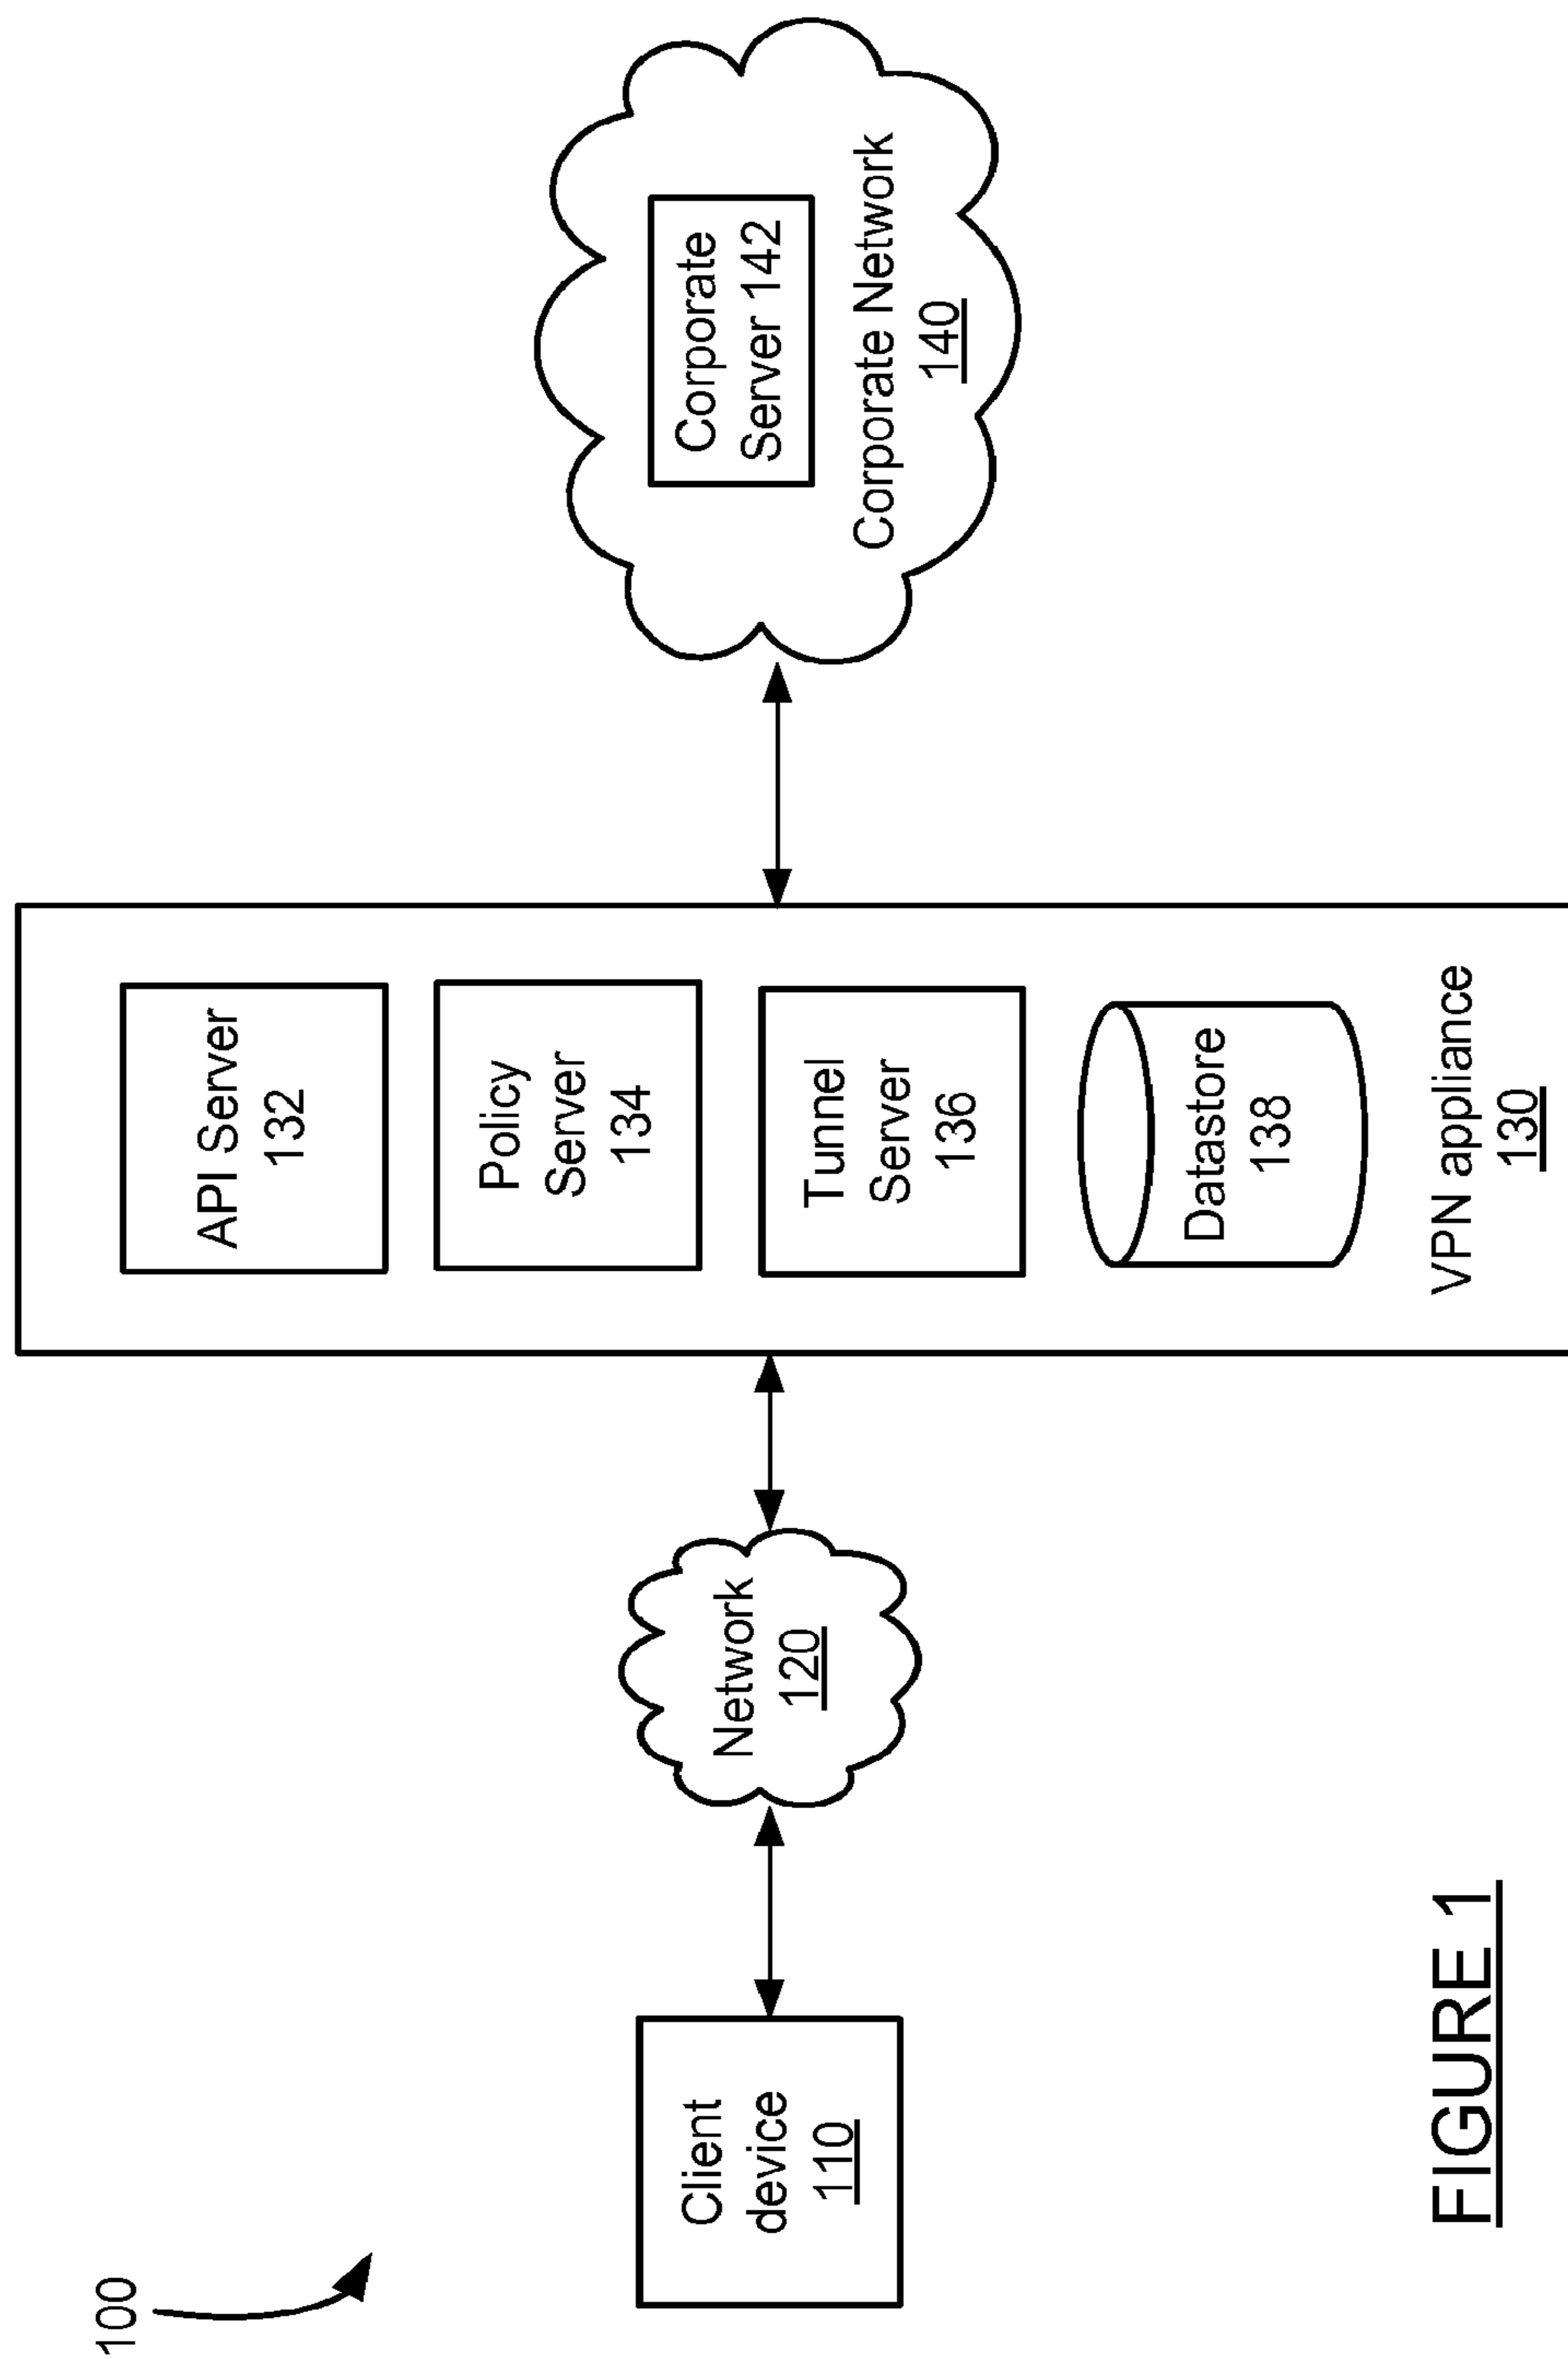 100
Client
device
110
Network
120
API Server
132
Policy
Server
134
Tunnel
Server
136
Datastore
138
VPN appliance
130
Corporate
Server 142
Corporate Network
140
FIGURE 1